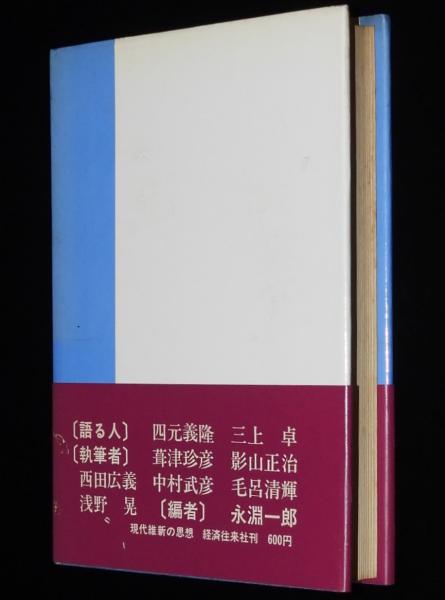 〔語る人〕 四元義隆 三上 卓
〔執筆者〕 葦津珍彦 影山正治
西田広義 中村武彦 毛呂清輝
浅野 晃 〔編者〕 永淵一郎
現代維新の思想 経済往来社刊 600円